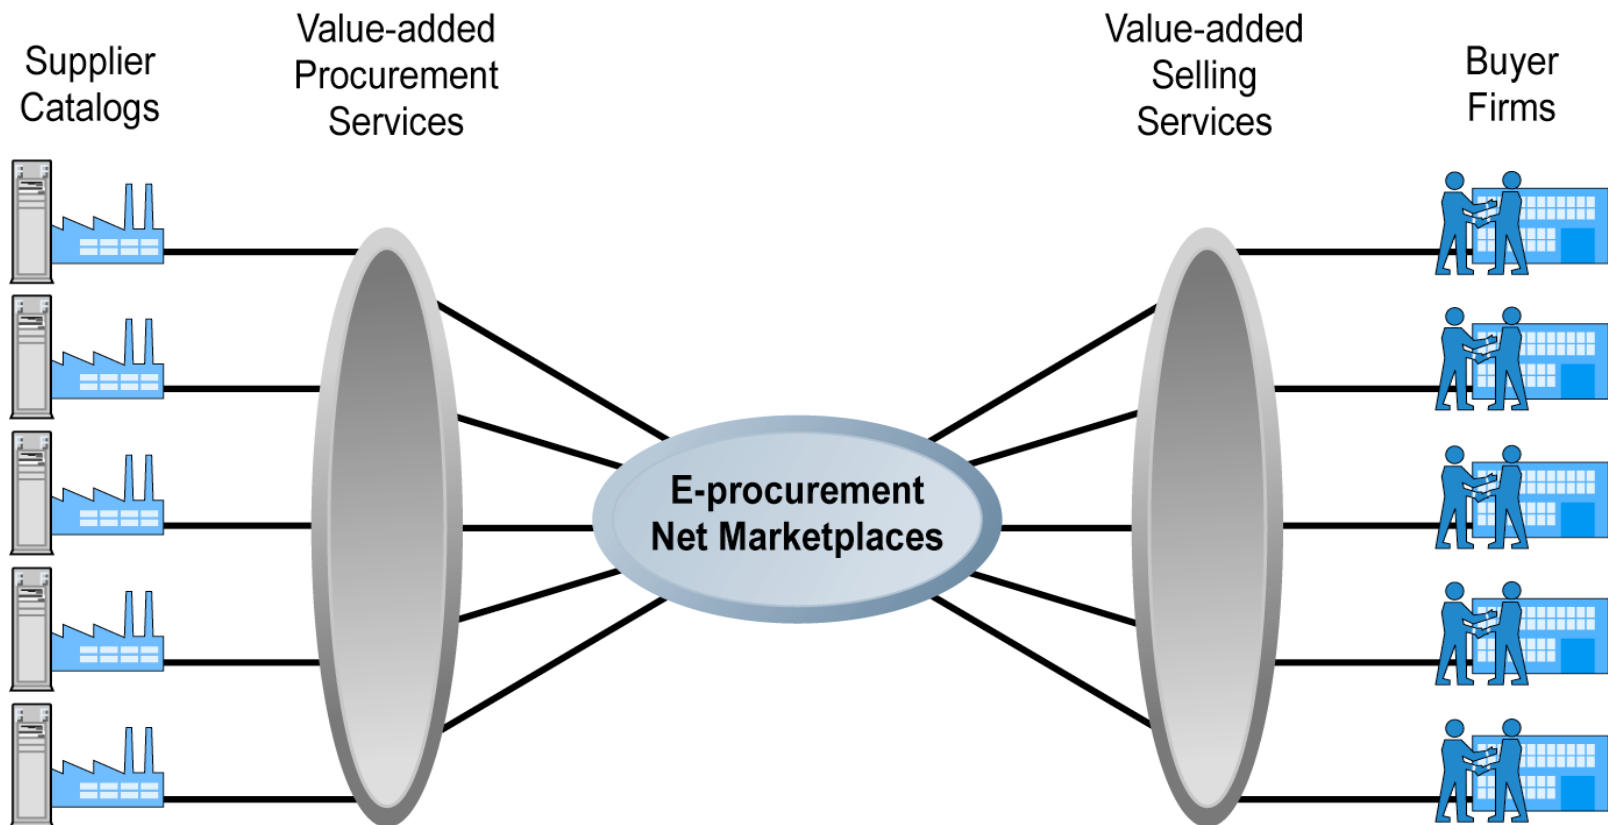 Supplier
Catalogs
Value-added
Procurement
Services
Value-added
Selling
Services
Buyer
Firms
E-procurement
Net Marketplaces